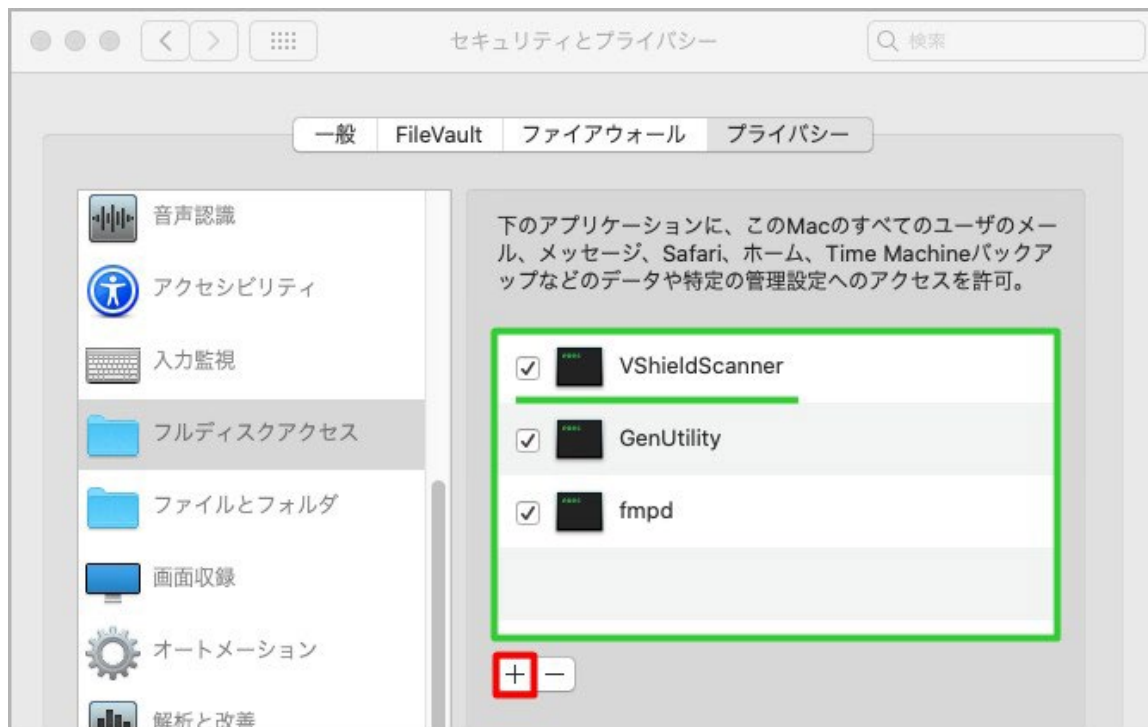 セキュリティとプライバシー
検索
一般
FileVault
ファイアウォール
プライバシー
音声認識
アクセシビリティ
入力監視
フルディスクアクセス
ファイルとフォルダ
画面収録
オートメーション
解析と改善
下のアプリケーションに、このMacのすべてのユーザのメー
ル、メッセージ、Safari、ホーム、Time Machineバックア
ップなどのデータや特定の管理設定へのアクセスを許可。
VShieldScanner
GenUtility
fmpd